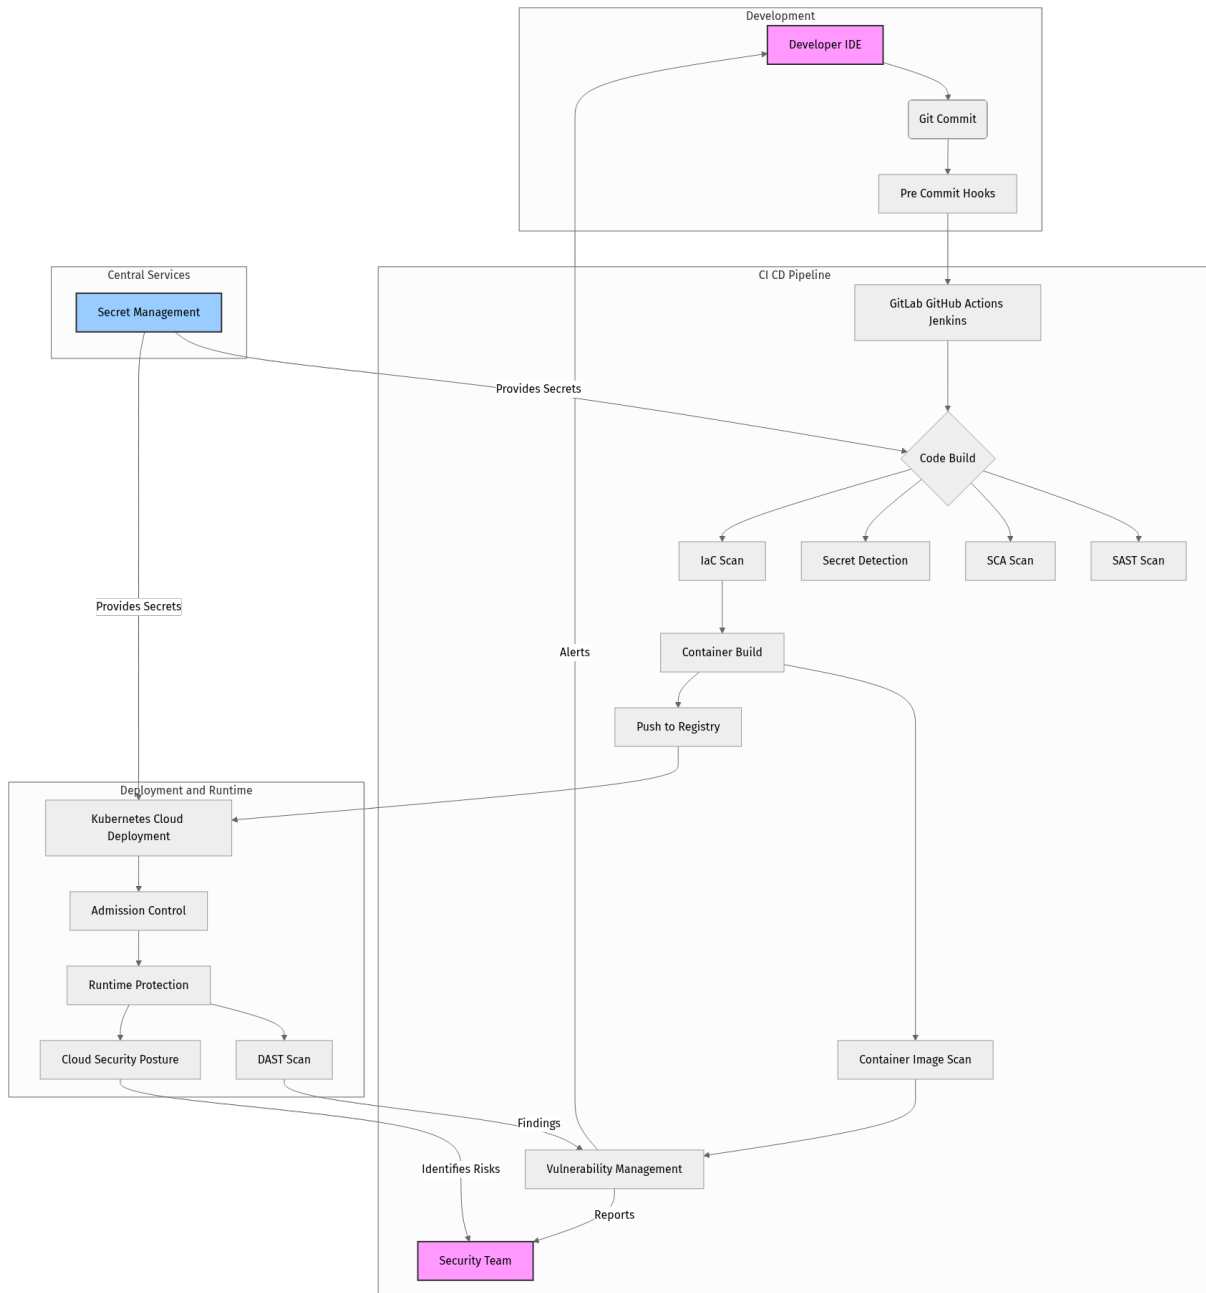 Development
Developer IDE
Git Commit
Pre Commit Hooks
Central Services
Secret Management
CI CD Pipeline
GitLab GitHub Actions
Jenkins
Provides Secrets
Code Build
IaC Scan
Secret Detection
SCA Scan
SAST Scan
Provides Secrets
Alerts
Container Build
Push to Registry
Deployment and Runtime
Kubernetes Cloud
Deployment
Admission Control
Runtime Protection
Cloud Security Posture
DAST Scan
Container Image Scan
Findings
Identifies Risks
Vulnerability Management
Reports
Security Team